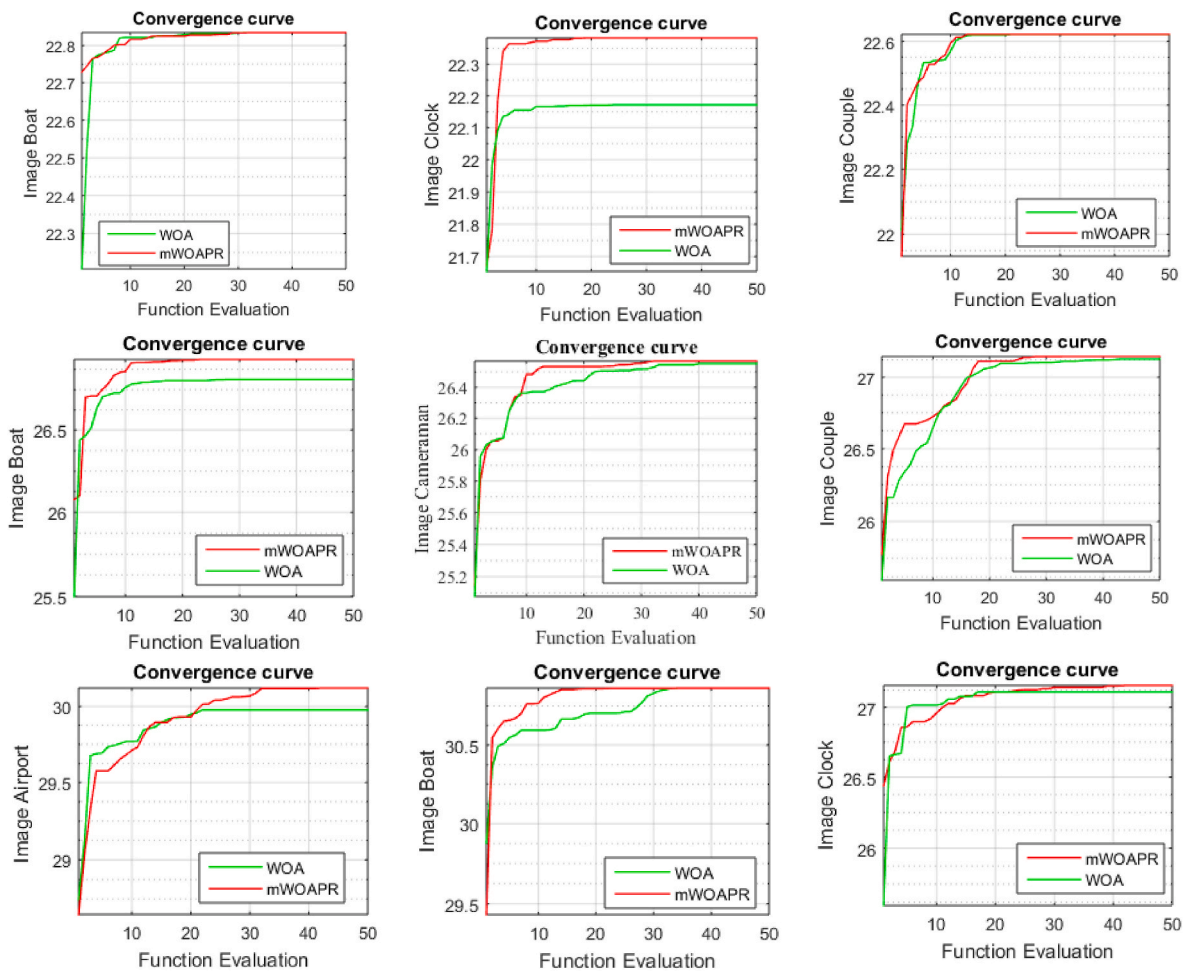 Convergence curve
Image Boat
22.8
22.7
22.6
22.5
22.4
22.3
WOA
mWOAPR
10 20 30 40 50
Function Evaluation
Convergence curve
Image Clock
22.3
22.2
22.1
22
21.9
21.8
21.7
mWOAPR
WOA
10 20 30 40 50
Function Evaluation
Convergence curve
Image Couple
22.6
22.4
22.2
22
WOA
mWOAPR
10 20 30 40 50
Function Evaluation
Convergence curve
Image Boat
26.5
26
25.5
mWOAPR
WOA
10 20 30 40 50
Function Evaluation
Convergence curve
Image Cameraman
26.4
26.2
26
25.8
25.6
25.4
25.2
mWOAPR
WOA
10 20 30 40 50
Function Evaluation
Convergence curve
Image Couple
27
26.5
26
mWOAPR
WOA
10 20 30 40 50
Function Evaluation
Convergence curve
Image Airport
30
29.5
29
WOA
mWOAPR
10 20 30 40 50
Function Evaluation
Convergence curve
Image Boat
30.5
30
29.5
WOA
mWOAPR
10 20 30 40 50
Function Evaluation
Convergence curve
Image Clock
27
26.5
26
mWOAPR
WOA
10 20 30 40 50
Function Evaluation